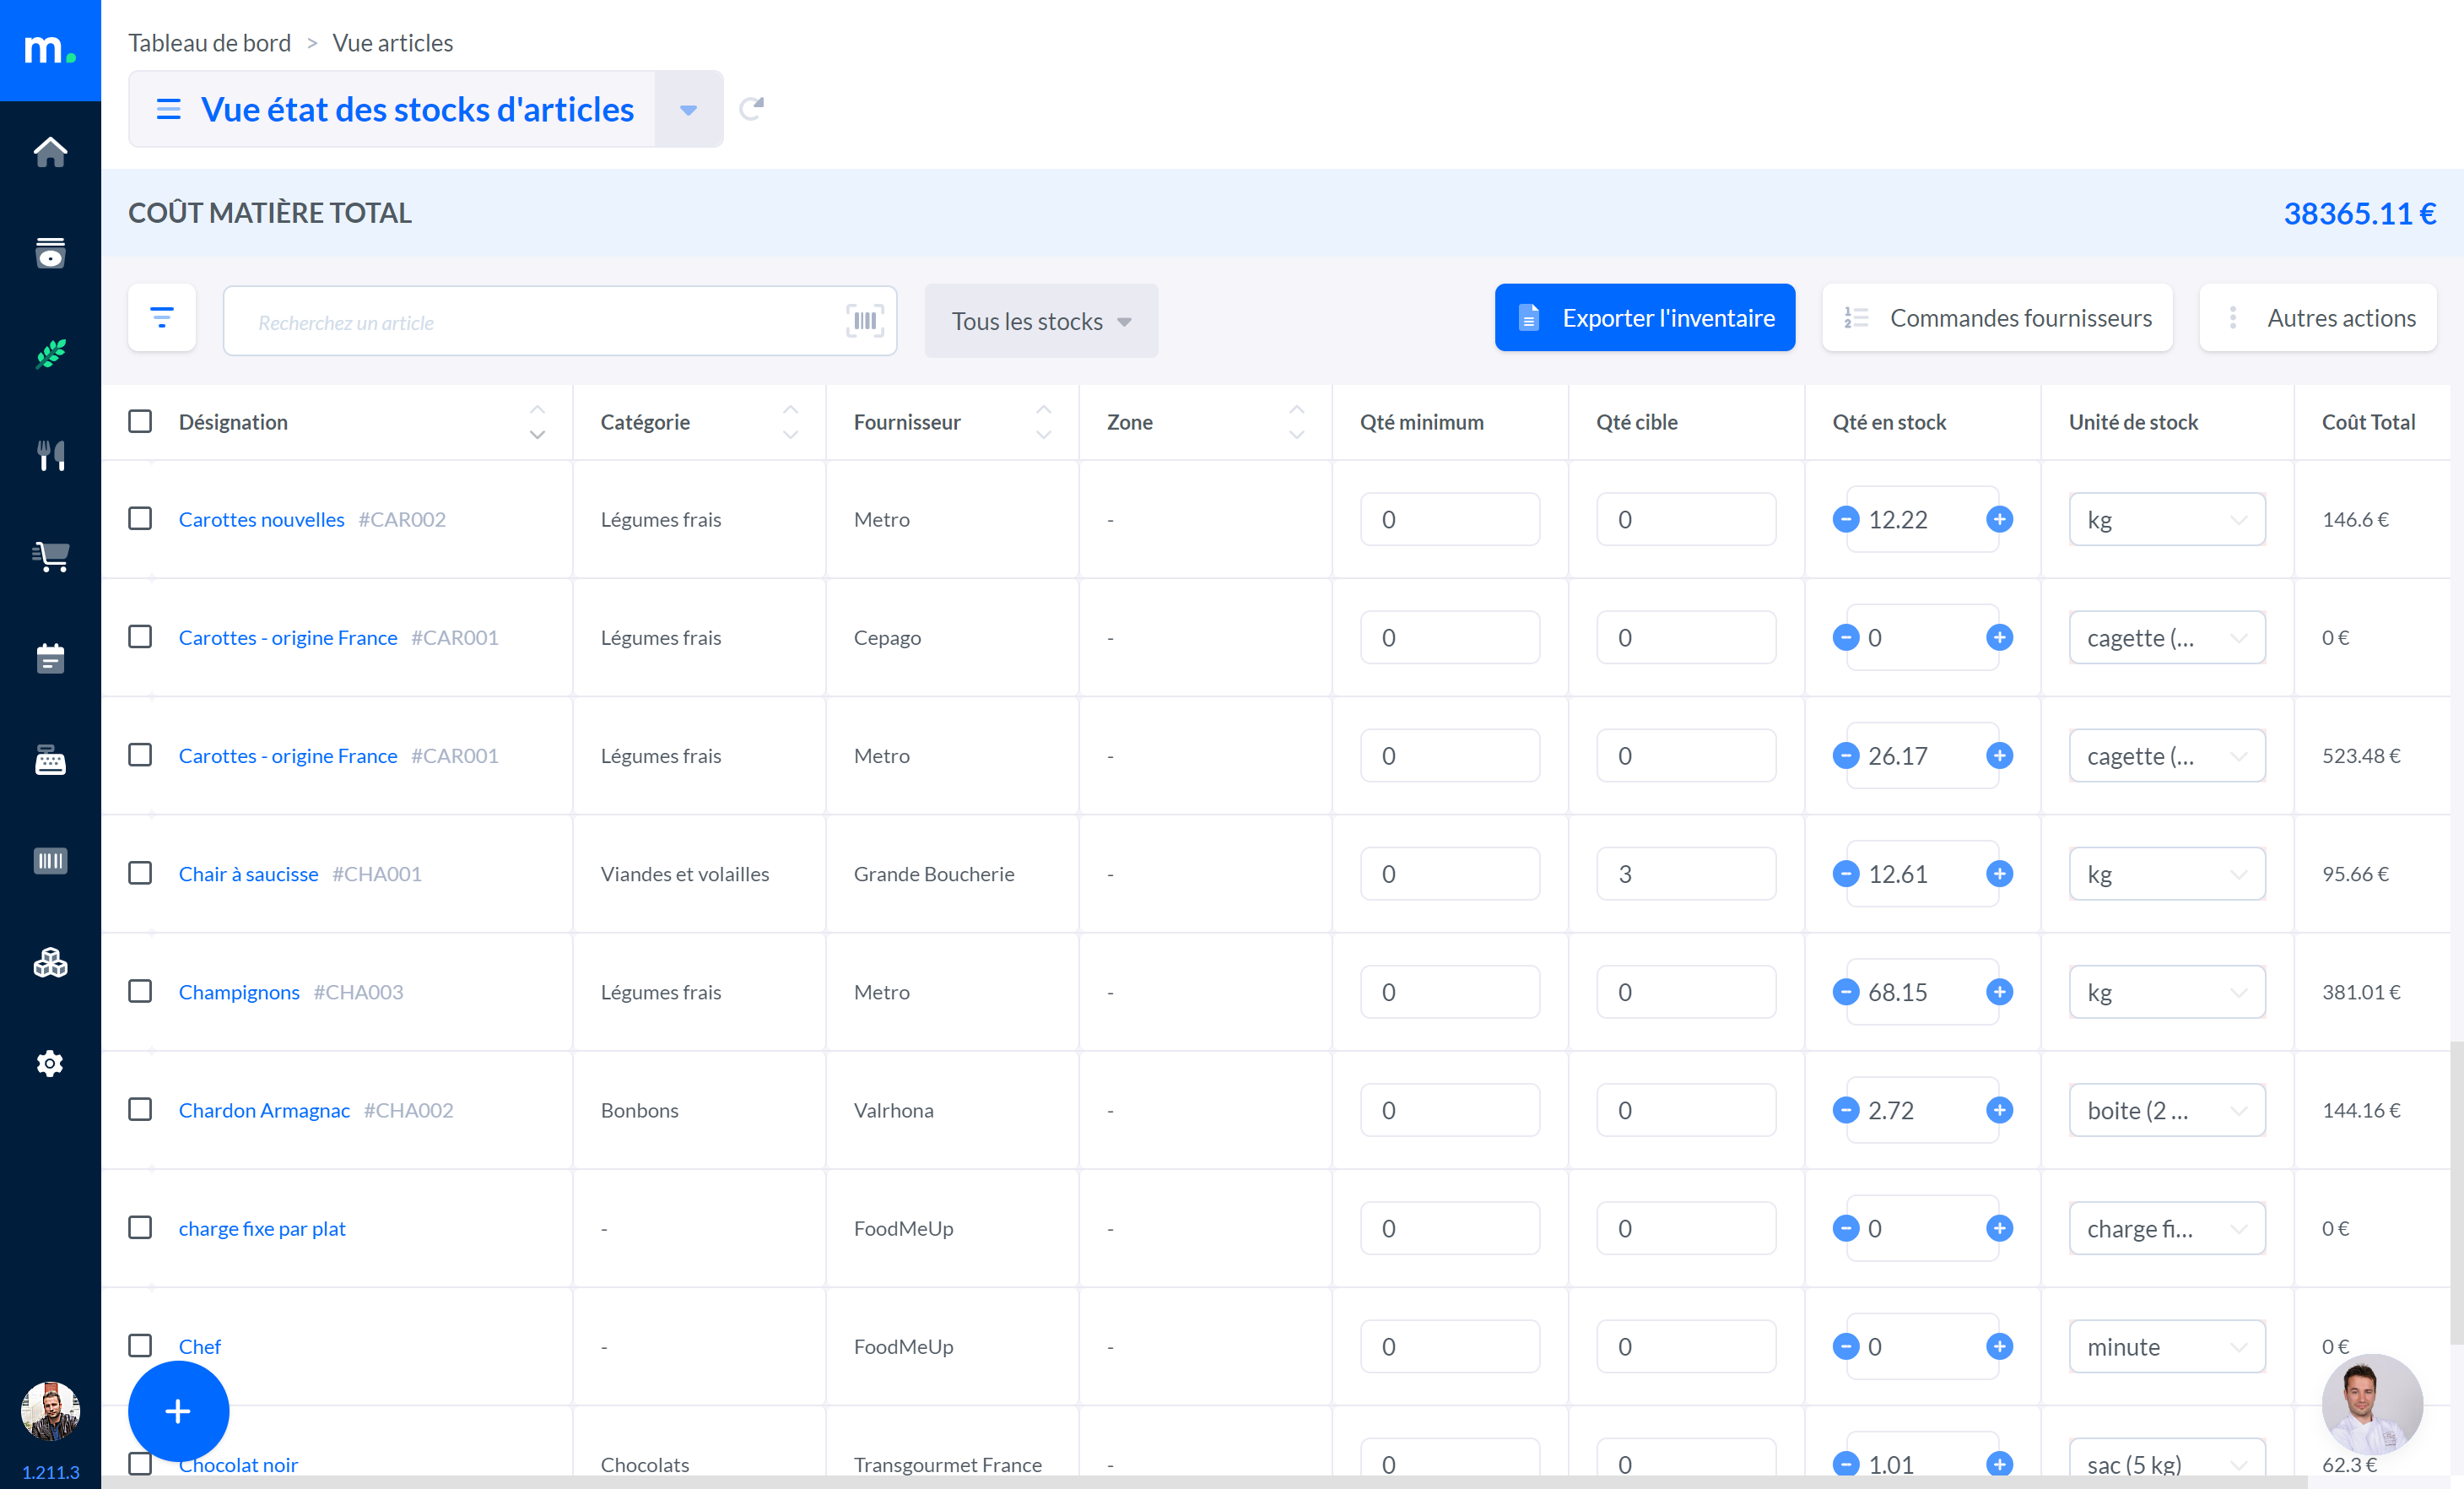 m.
Tableau de bord > Vue articles
Vue état des stocks d'articles
COÛT MATIÈRE TOTAL 38365.11 €
Recherchez un article Tous les stocks Exporter l'inventaire Commandes fournisseurs Autres actions
Désignation Catégorie Fournisseur Zone Qté minimum Qté cible Qté en stock Unité de stock Coût Total
Carottes nouvelles #CAR002 Légumes frais Metro - 0 0 12.22 kg 146.6 €
Carottes - origine France #CAR001 Légumes frais Cepago - 0 0 0 cagette (... 0 €
Carottes - origine France #CAR001 Légumes frais Metro - 0 0 26.17 cagette (... 523.48 €
Chair à saucisse #CHA001 Viandes et volailles Grande Boucherie - 0 3 12.61 kg 95.66 €
Champignons #CHA003 Légumes frais Metro - 0 0 68.15 kg 381.01 €
Chardon Armagnac #CHA002 Bonbons Valrhona - 0 0 2.72 boite (2 ... 144.16 €
charge fixe par plat - FoodMeUp - 0 0 0 charge fi... 0 €
Chef - FoodMeUp - 0 0 0 minute 0 €
Chocolat noir Chocolats Transgourmet France - 0 0 1.01 sac (5 kg) 62.3 €
1.211.3